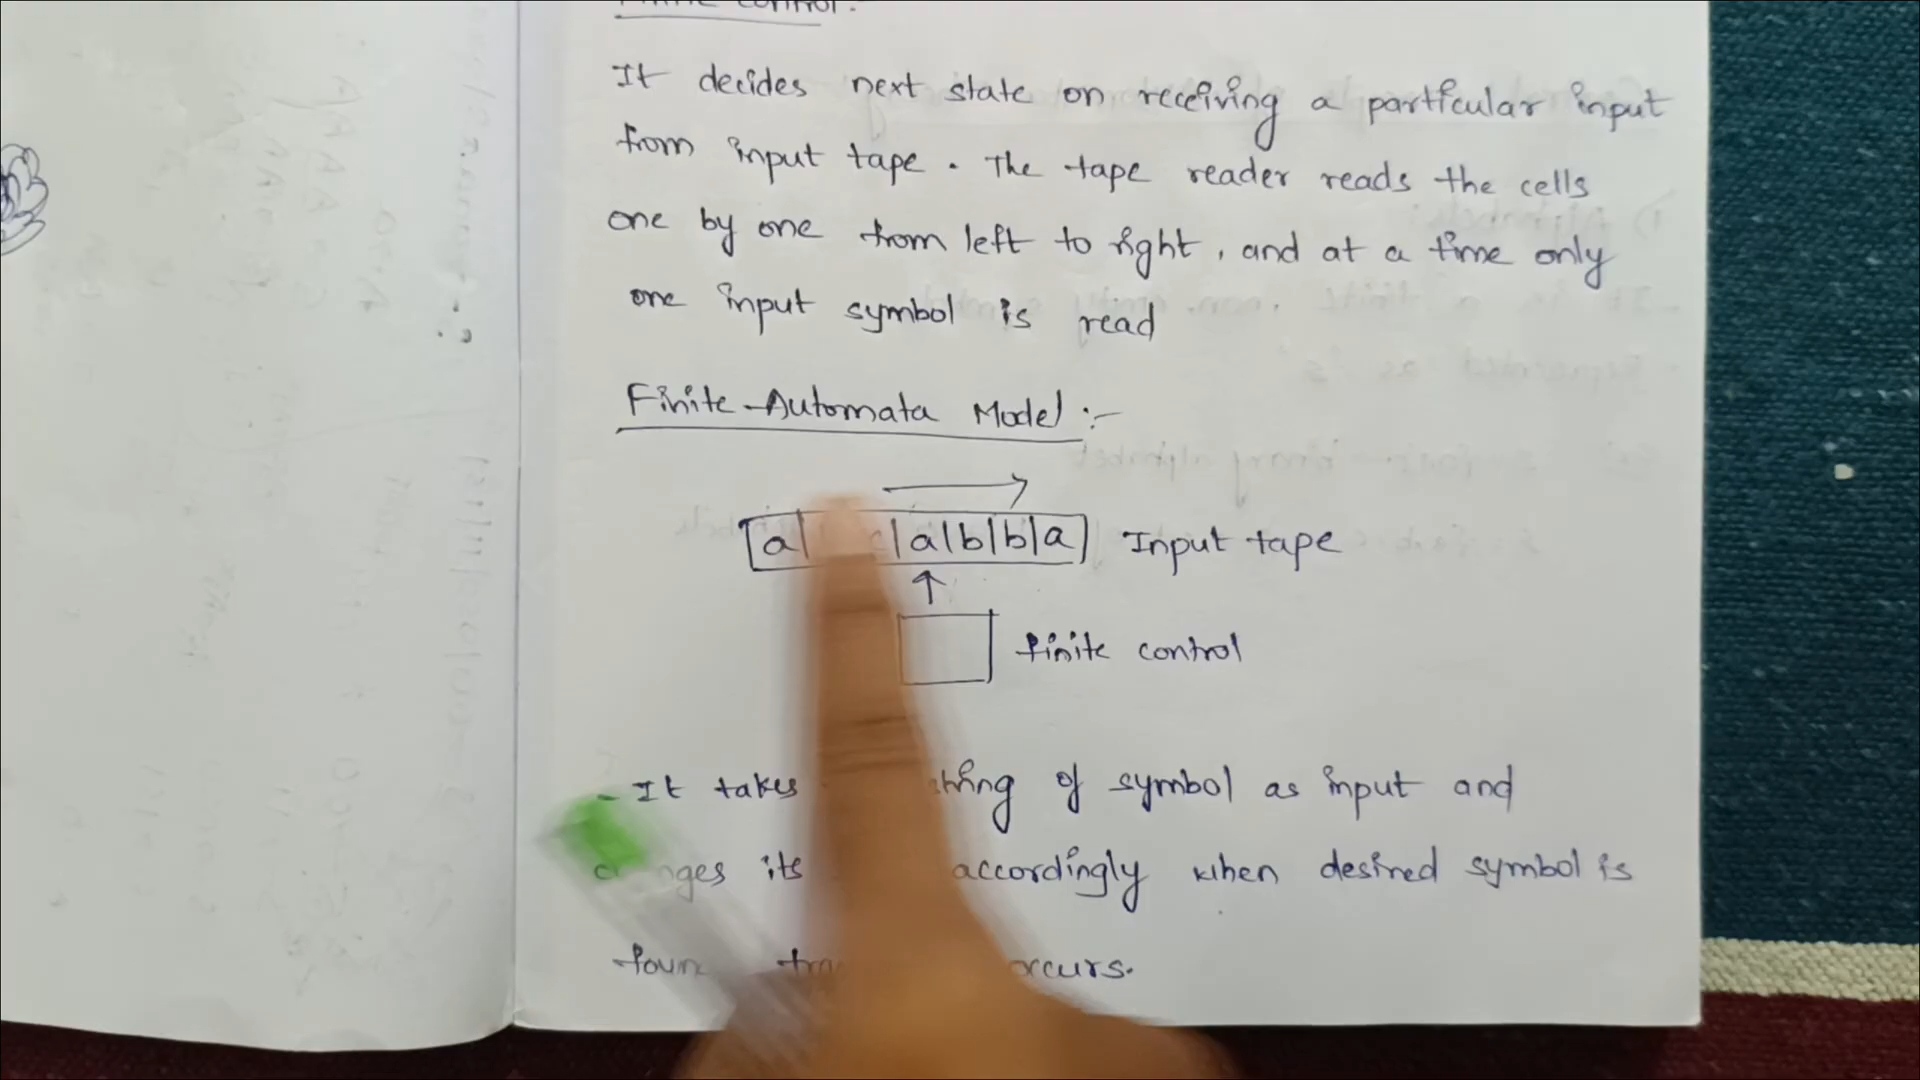 control:
It decides next state on receiving a particular input
from input tape. The tape reader reads the cells
one by one from left to right, and at a time only
one input symbol is read
Finite-Automata Model :-
a| |a|b|b|a Input tape
finite control
- It takes string of symbol as input and
its accordingly when desired symbol is
occurs.